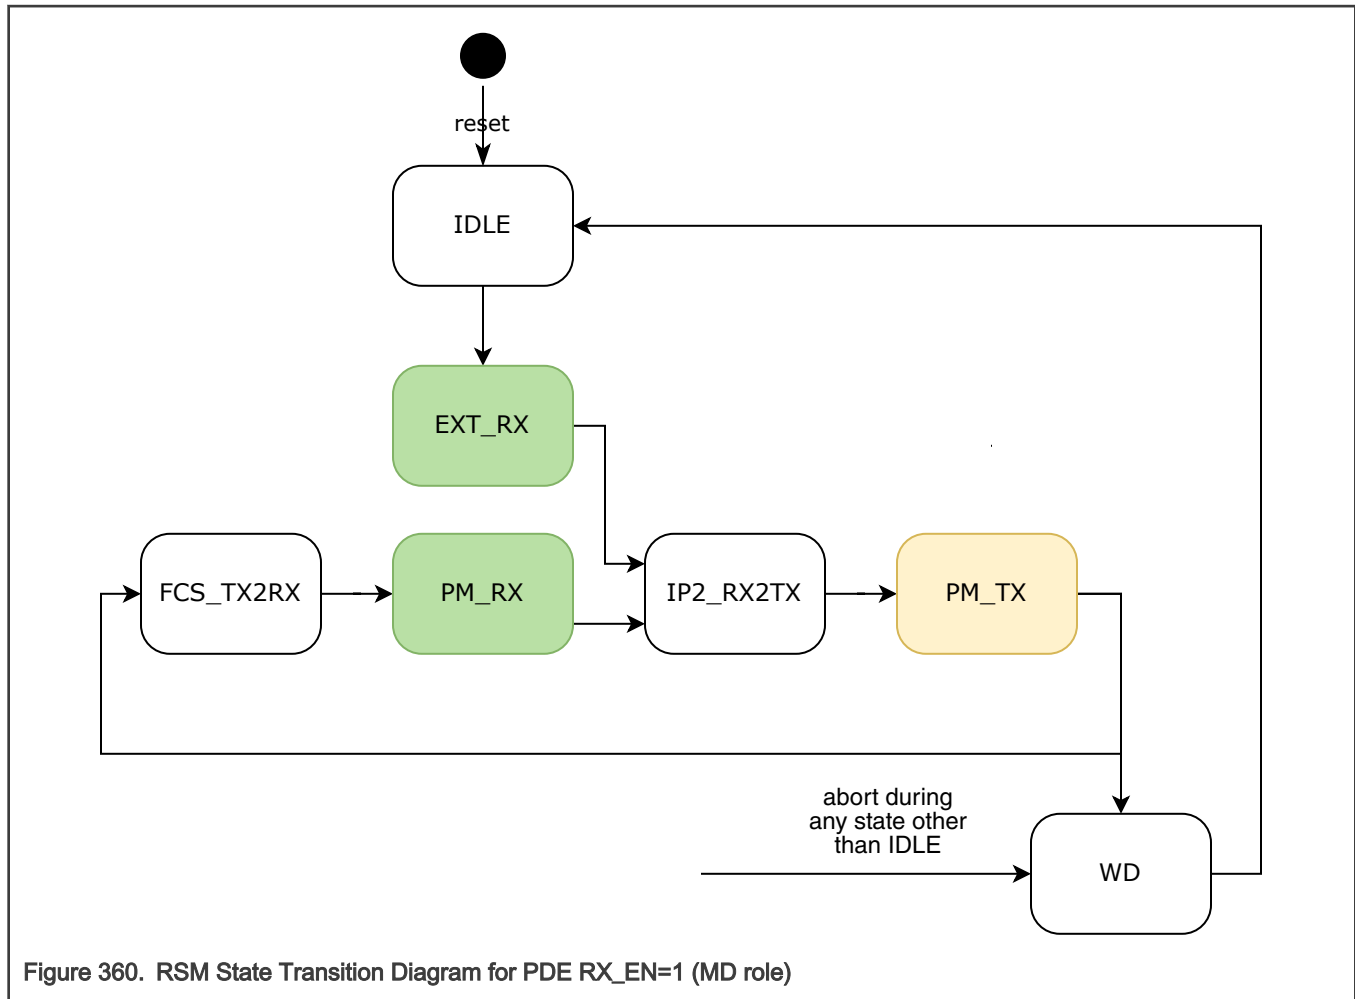 reset
IDLE
EXT_RX
FCS_TX2RX
PM_RX
IP2_RX2TX
PM_TX
abort during
any state other
than IDLE
WD
Figure 360. RSM State Transition Diagram for PDE RX_EN=1 (MD role)